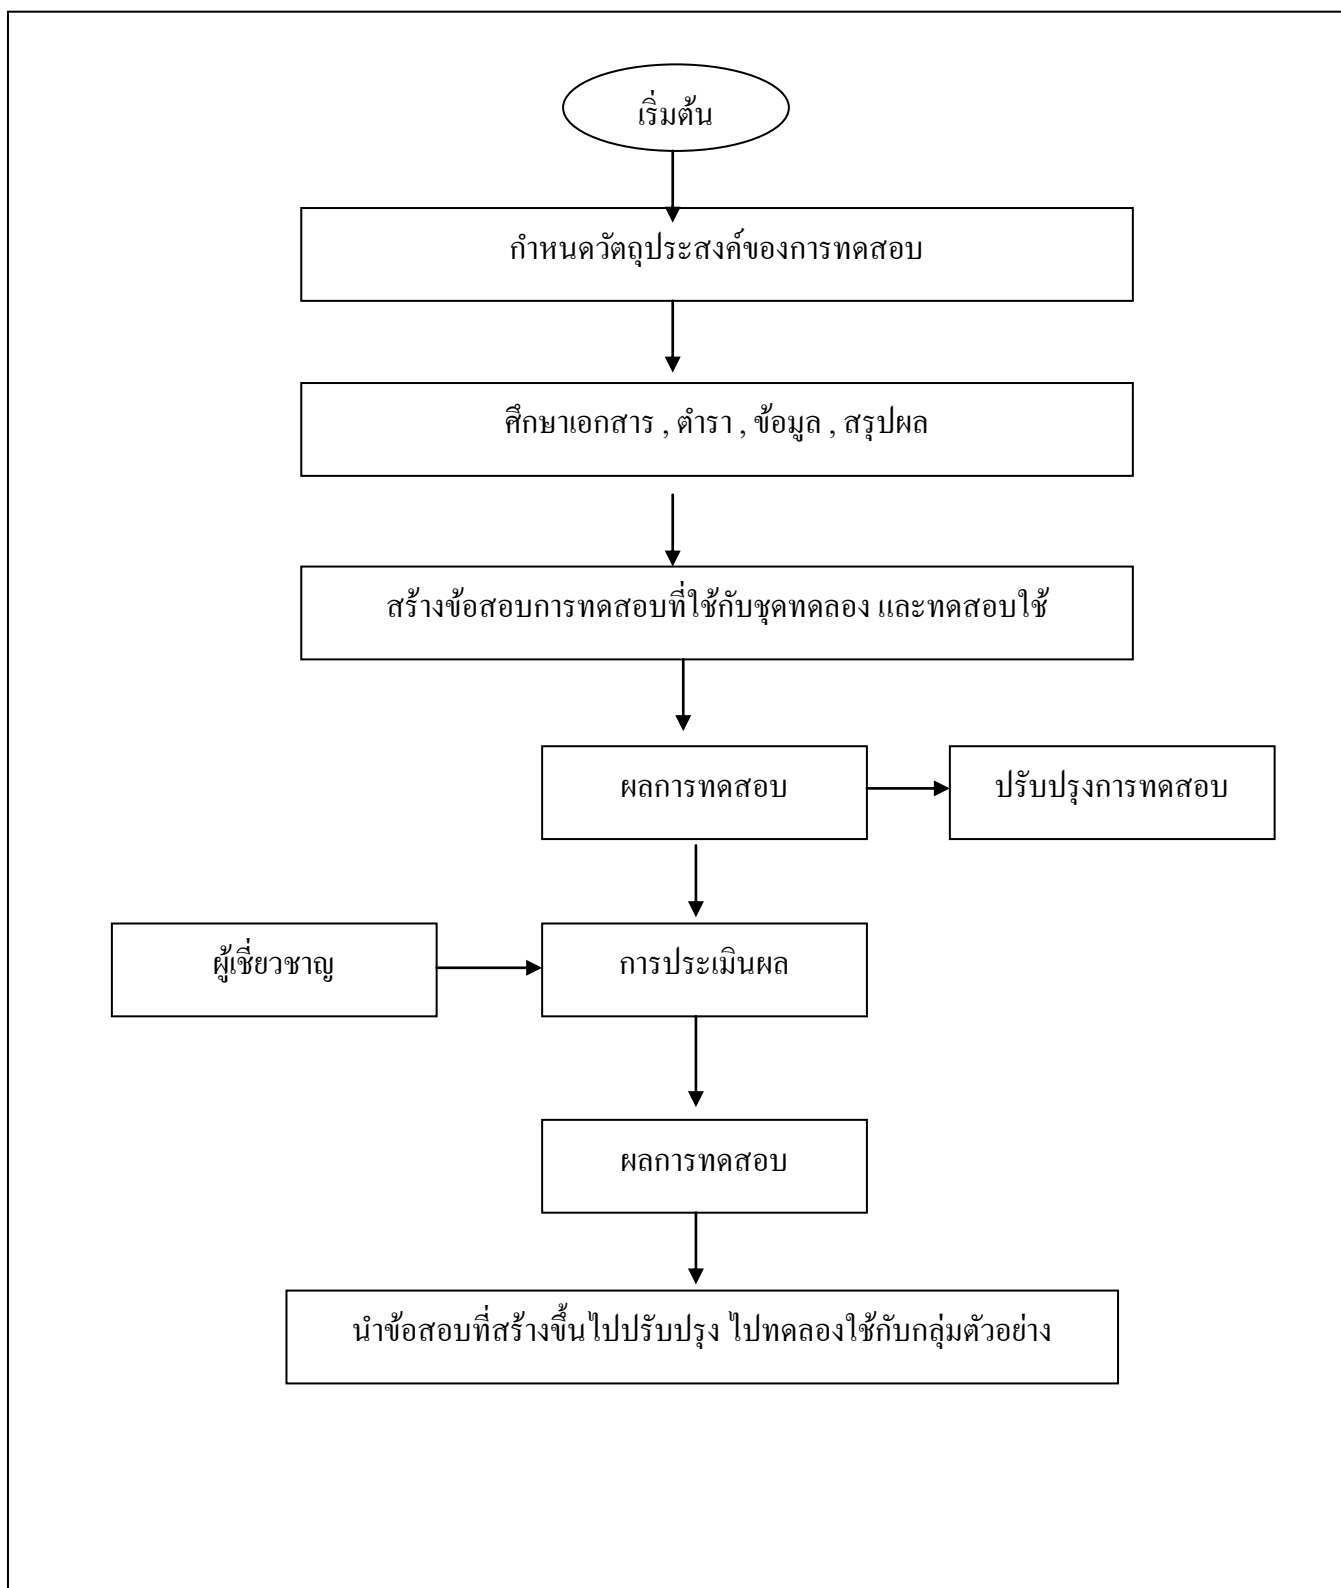 เริ่มต้น
กำหนดวัตถุประสงค์ของการทดสอบ
ศึกษาเอกสาร , ตำรา , ข้อมูล , สรุปผล
สร้างข้อสอบการทดสอบที่ใช้กับชุดทดลอง และทดสอบใช้
ผลการทดสอบ
ปรับปรุงการทดสอบ
ผู้เชี่ยวชาญ
การประเมินผล
ผลการทดสอบ
นำข้อสอบที่สร้างขึ้นไปปรับปรุง ไปทดลองใช้กับกลุ่มตัวอย่าง